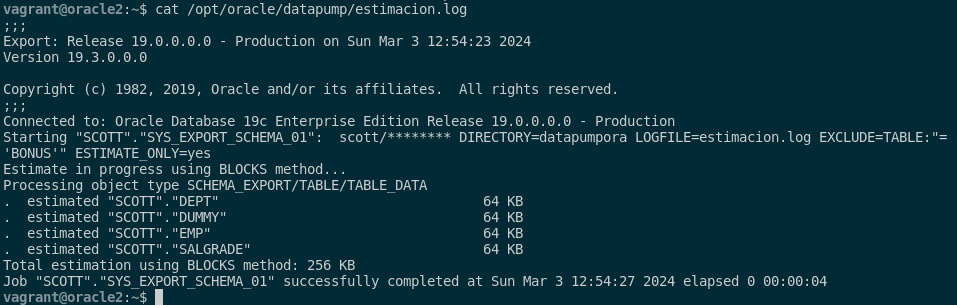 vagrant@oracle2:~$ cat /opt/oracle/datapump/estimacion.log
;;;
Export: Release 19.0.0.0.0 - Production on Sun Mar 3 12:54:23 2024
Version 19.3.0.0.0
Copyright (c) 1982, 2019, Oracle and/or its affiliates.  All rights reserved.
;;;
Connected to: Oracle Database 19c Enterprise Edition Release 19.0.0.0.0 - Production
Starting "SCOTT"."SYS_EXPORT_SCHEMA_01":  scott/******** DIRECTORY=datapumpora LOGFILE=estimacion.log EXCLUDE=TABLE:"=
'BONUS'" ESTIMATE_ONLY=yes
Estimate in progress using BLOCKS method...
Processing object type SCHEMA_EXPORT/TABLE/TABLE_DATA
.  estimated "SCOTT"."DEPT"                                 64 KB
.  estimated "SCOTT"."DUMMY"                                64 KB
.  estimated "SCOTT"."EMP"                                  64 KB
.  estimated "SCOTT"."SALGRADE"                             64 KB
Total estimation using BLOCKS method: 256 KB
Job "SCOTT"."SYS_EXPORT_SCHEMA_01" successfully completed at Sun Mar 3 12:54:27 2024 elapsed 0 00:00:04
vagrant@oracle2:~$